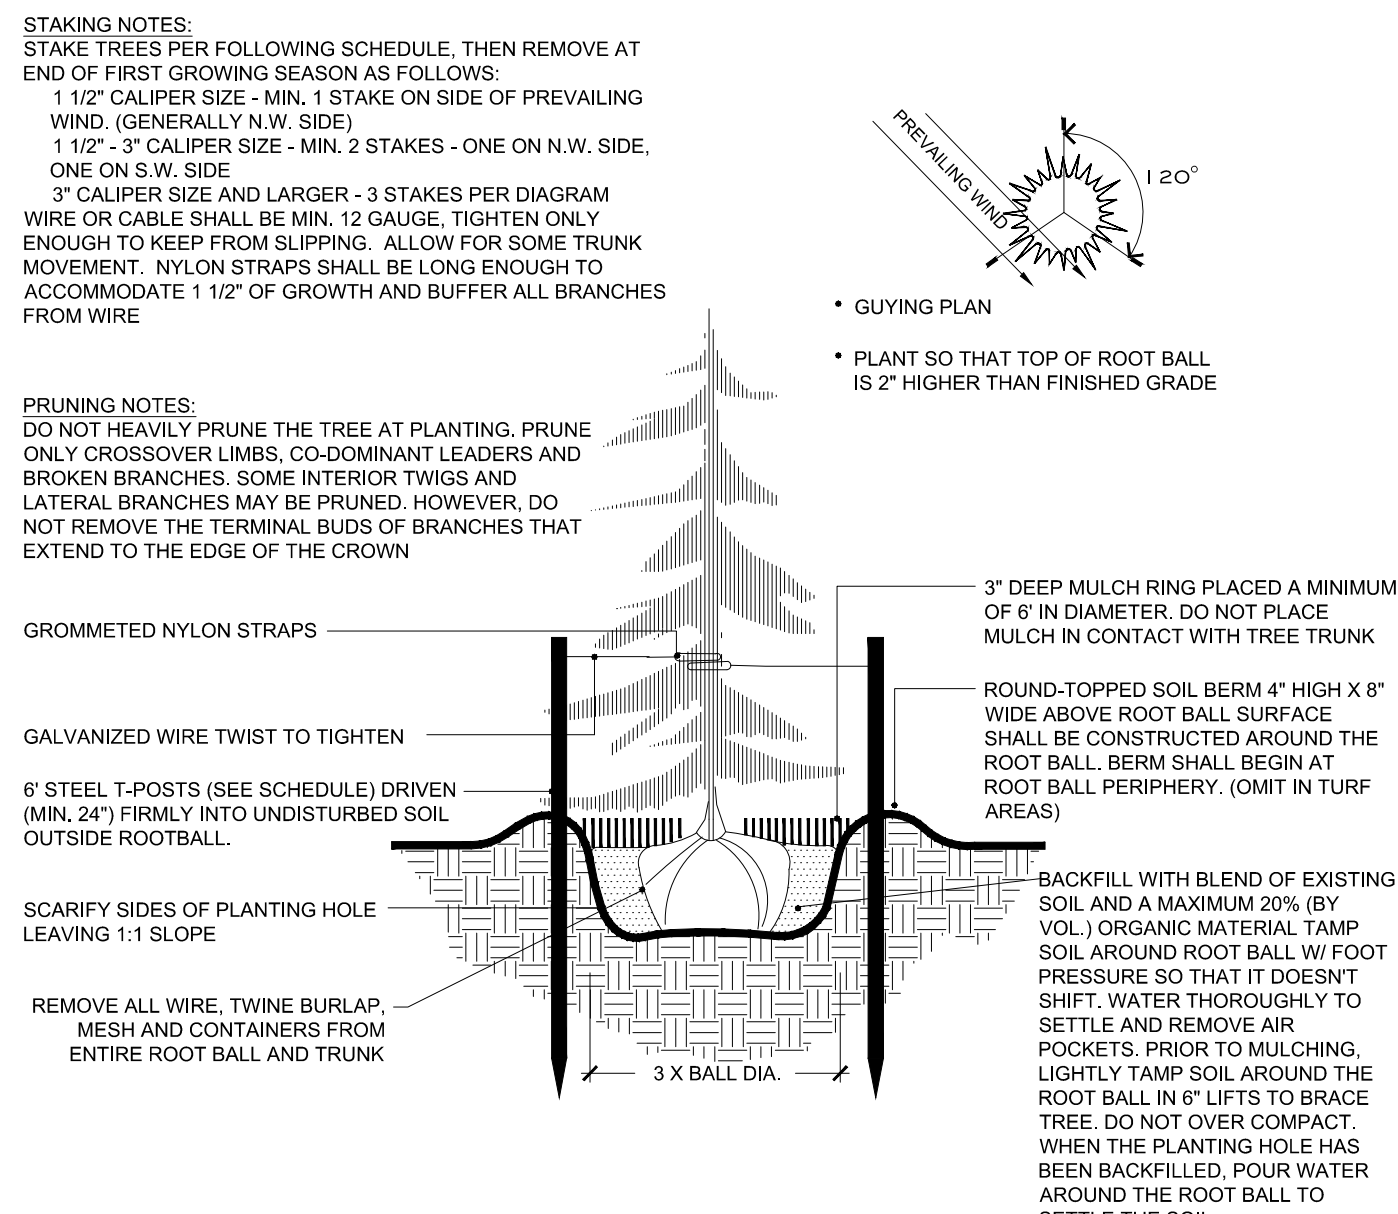 STAKING NOTES:
STAKE TREES PER FOLLOWING SCHEDULE, THEN REMOVE AT
END OF FIRST GROWING SEASON AS FOLLOWS:
1 1/2" CALIPER SIZE - MIN. 1 STAKE ON SIDE OF PREVAILING
WIND. (GENERALLY N.W. SIDE)
1 1/2" - 3" CALIPER SIZE - MIN. 2 STAKES - ONE ON N.W. SIDE,
ONE ON S.W. SIDE
3" CALIPER SIZE AND LARGER - 3 STAKES PER DIAGRAM
WIRE OR CABLE SHALL BE MIN. 12 GAUGE, TIGHTEN ONLY
ENOUGH TO KEEP FROM SLIPPING. ALLOW FOR SOME TRUNK
MOVEMENT. NYLON STRAPS SHALL BE LONG ENOUGH TO
ACCOMMODATE 1 1/2" OF GROWTH AND BUFFER ALL BRANCHES
FROM WIRE
PREVAILING WIND
120°
• GUYING PLAN
• PLANT SO THAT TOP OF ROOT BALL
IS 2" HIGHER THAN FINISHED GRADE
PRUNING NOTES:
DO NOT HEAVILY PRUNE THE TREE AT PLANTING. PRUNE
ONLY CROSSOVER LIMBS, CO-DOMINANT LEADERS AND
BROKEN BRANCHES. SOME INTERIOR TWIGS AND
LATERAL BRANCHES MAY BE PRUNED. HOWEVER, DO
NOT REMOVE THE TERMINAL BUDS OF BRANCHES THAT
EXTEND TO THE EDGE OF THE CROWN
GROMMETED NYLON STRAPS
GALVANIZED WIRE TWIST TO TIGHTEN
6' STEEL T-POSTS (SEE SCHEDULE) DRIVEN
(MIN. 24") FIRMLY INTO UNDISTURBED SOIL
OUTSIDE ROOTBALL.
SCARIFY SIDES OF PLANTING HOLE
LEAVING 1:1 SLOPE
REMOVE ALL WIRE, TWINE BURLAP,
MESH AND CONTAINERS FROM
ENTIRE ROOT BALL AND TRUNK
3 X BALL DIA.
3" DEEP MULCH RING PLACED A MINIMUM
OF 6' IN DIAMETER. DO NOT PLACE
MULCH IN CONTACT WITH TREE TRUNK
ROUND-TOPPED SOIL BERM 4" HIGH X 8"
WIDE ABOVE ROOT BALL SURFACE
SHALL BE CONSTRUCTED AROUND THE
ROOT BALL. BERM SHALL BEGIN AT
ROOT BALL PERIPHERY. (OMIT IN TURF
AREAS)
BACKFILL WITH BLEND OF EXISTING
SOIL AND A MAXIMUM 20% (BY
VOL.) ORGANIC MATERIAL TAMP
SOIL AROUND ROOT BALL W/ FOOT
PRESSURE SO THAT IT DOESN'T
SHIFT. WATER THOROUGHLY TO
SETTLE AND REMOVE AIR
POCKETS. PRIOR TO MULCHING,
LIGHTLY TAMP SOIL AROUND THE
ROOT BALL IN 6" LIFTS TO BRACE
TREE. DO NOT OVER COMPACT.
WHEN THE PLANTING HOLE HAS
BEEN BACKFILLED, POUR WATER
AROUND THE ROOT BALL TO